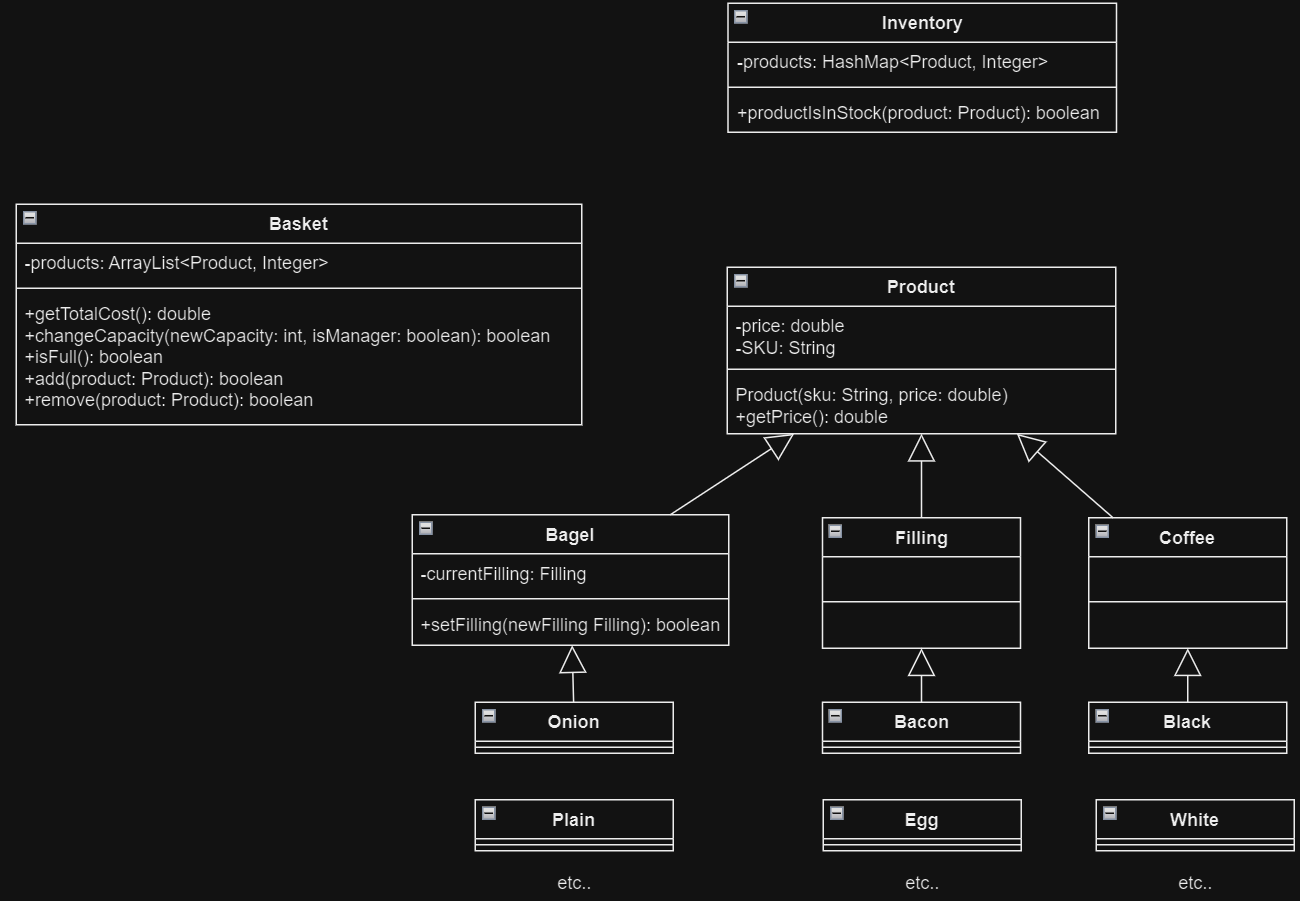 Inventory
-products: HashMap<Product, Integer>
+productIsInStock(product: Product): boolean
Basket
-products: ArrayList<Product, Integer>
+getTotalCost(): double
+changeCapacity(newCapacity: int, isManager: boolean): boolean
+isFull(): boolean
+add(product: Product): boolean
+remove(product: Product): boolean
Product
-price: double
-SKU: String
Product(sku: String, price: double)
+getPrice(): double
Bagel
-currentFilling: Filling
+setFilling(newFilling Filling): boolean
Filling
Coffee
Onion
Bacon
Black
Plain
Egg
White
etc..
etc..
etc..